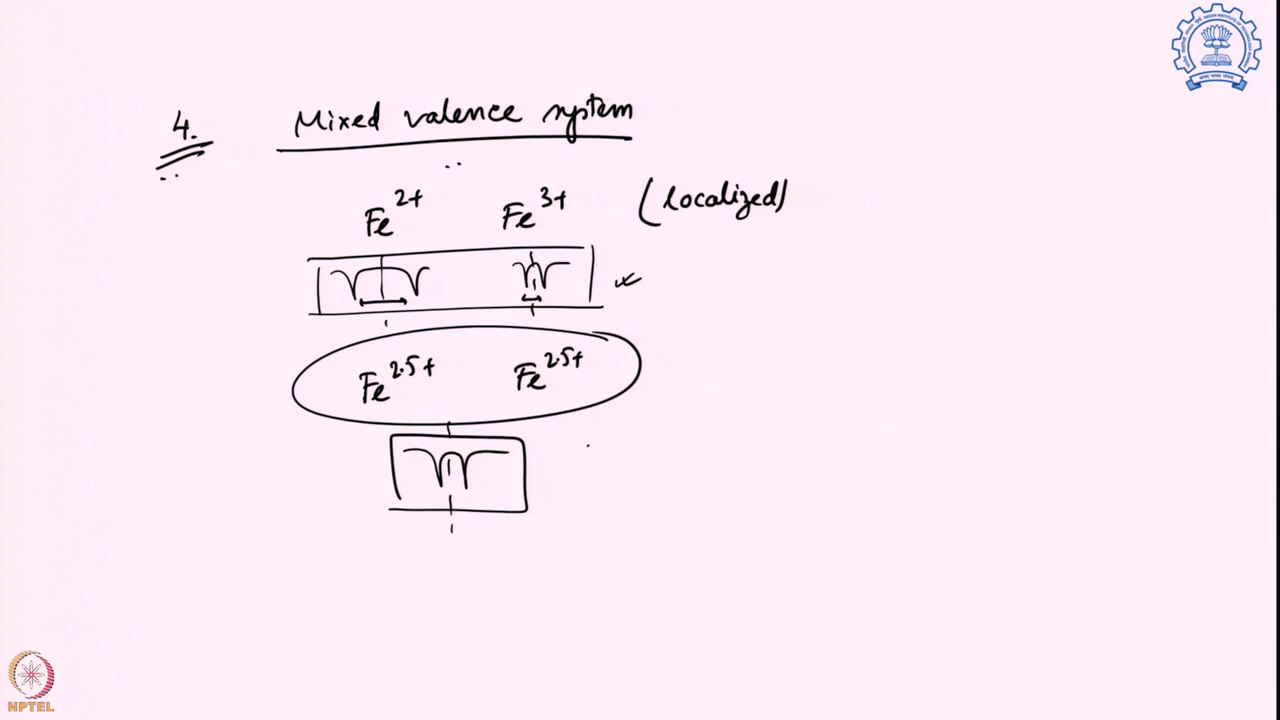 4. Mixed valence system
Fe2+ Fe3+ (localized)
Fe2.5+ Fe2.5+
NPTEL